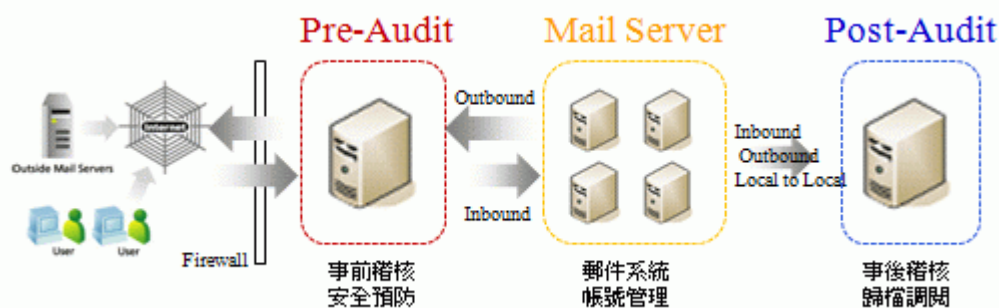 Pre-Audit
Mail Server
Post-Audit
Internet
Outside Mail Servers
User
User
Firewall
Outbound
Inbound
Inbound
Outbound
Local to Local
事前稽核
安全預防
郵件系統
帳號管理
事後稽核
歸檔調閱